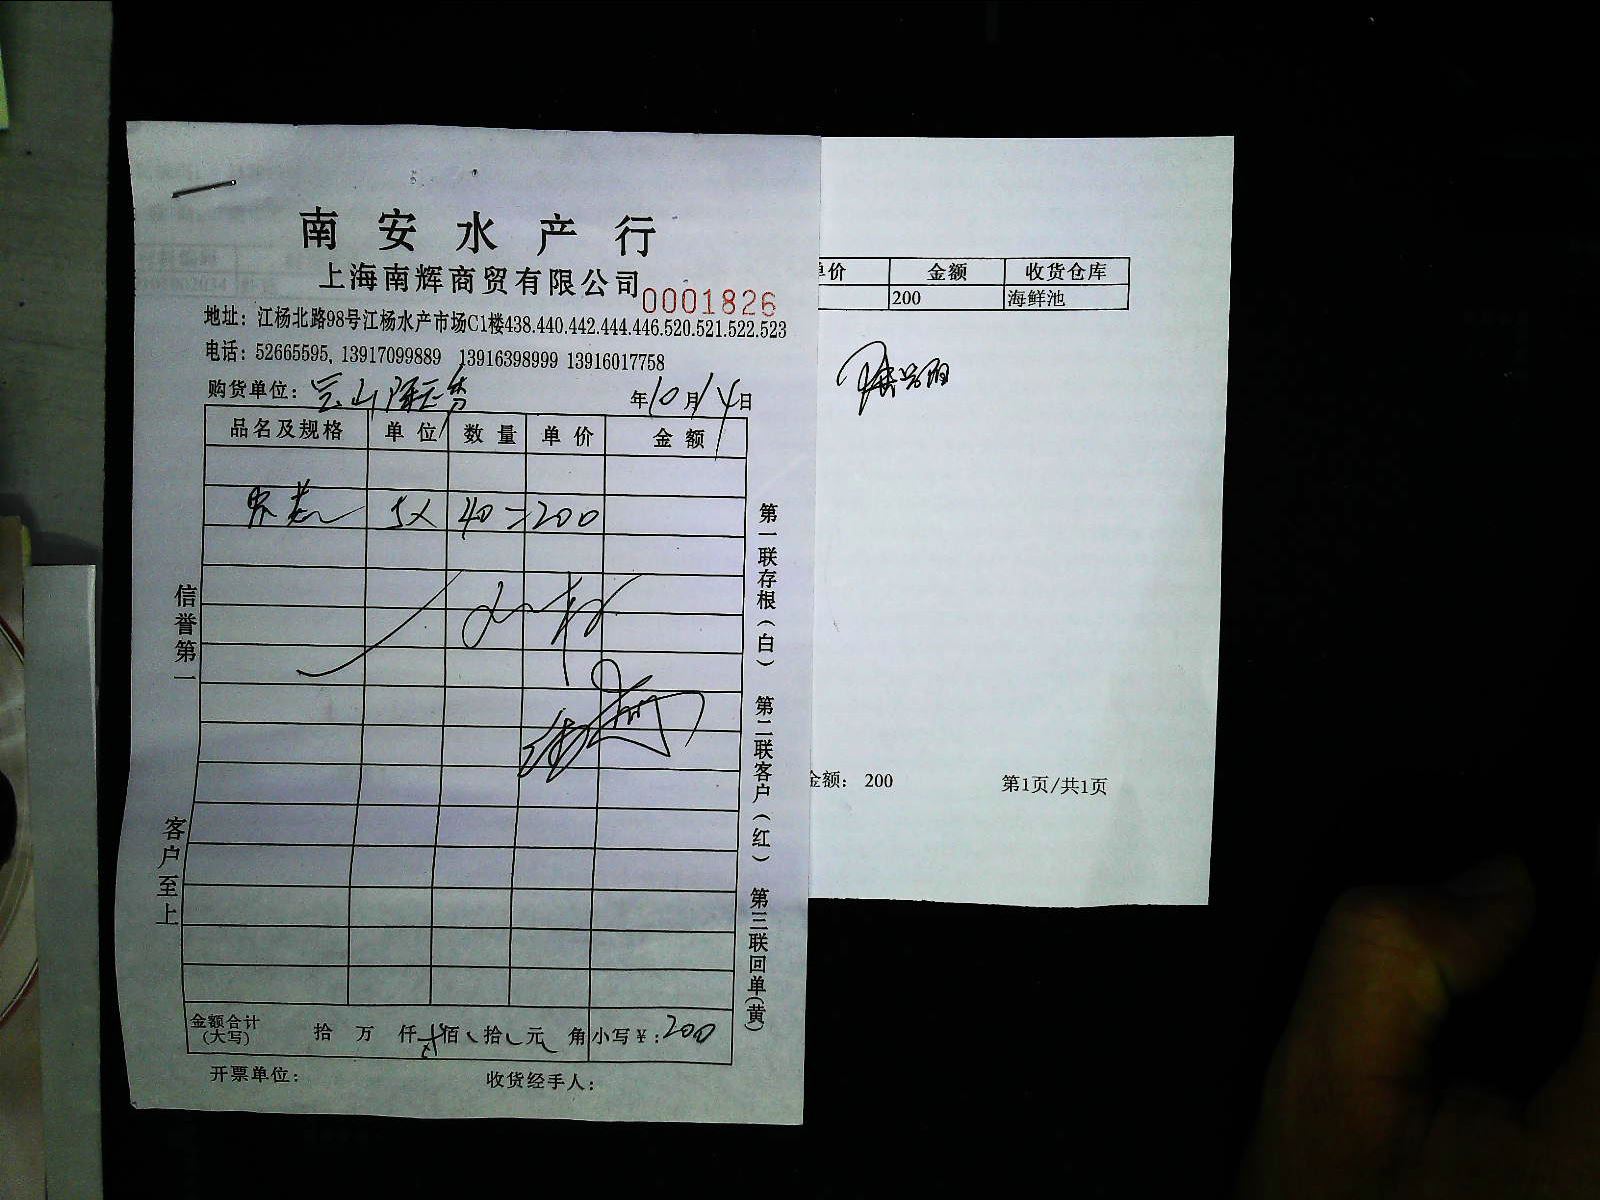 南安水产行
上海南辉商贸有限公司 0001826
地址：江杨北路98号江杨水产市场C1楼438.440.442.444.446.520.521.522.523
电话：52665595, 13917099889 13916398999 13916017758
购货单位：宝山 年10月14日
品名及规格 单位 数量 单价 金额
5× 40=200
信誉第一
客户至上
第一联存根（白） 第二联客户（红） 第三联回单（黄）
金额合计（大写） 拾 万 仟 佰 拾 元 角 小写￥：200
开票单位： 收货经手人：
单价 金额 收货仓库
200 海鲜池
金额： 200 第1页/共1页